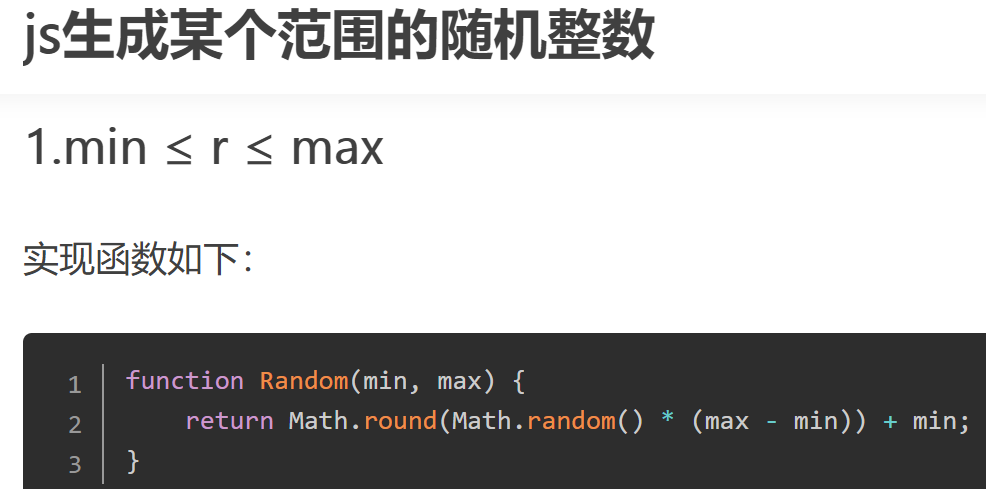 js生成某个范围的随机整数
1.min ≤ r ≤ max
实现函数如下：
1 function Random(min, max) {
2     return Math.round(Math.random() * (max - min)) + min;
3 }